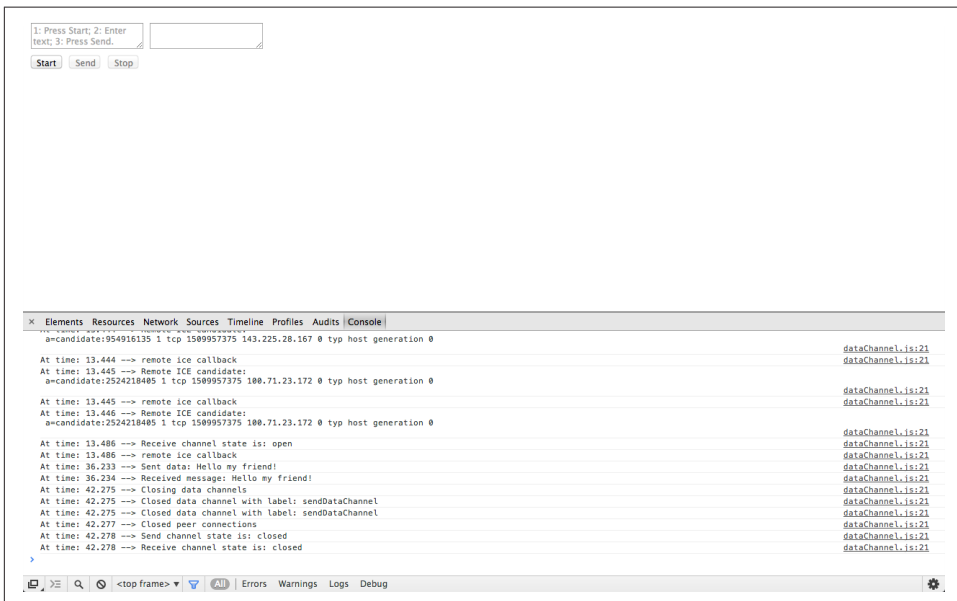 1: Press Start; 2: Enter
text; 3: Press Send.
Start Send Stop
× Elements Resources Network Sources Timeline Profiles Audits Console
a=candidate:954916135 1 tcp 1509957375 143.225.28.167 0 typ host generation 0
dataChannel.js:21
At time: 13.444 --> remote ice callback dataChannel.js:21
At time: 13.445 --> Remote ICE candidate:
a=candidate:2524218405 1 tcp 1509957375 100.71.23.172 0 typ host generation 0
dataChannel.js:21
At time: 13.445 --> remote ice callback dataChannel.js:21
At time: 13.446 --> Remote ICE candidate:
a=candidate:2524218405 1 tcp 1509957375 100.71.23.172 0 typ host generation 0
dataChannel.js:21
At time: 13.486 --> Receive channel state is: open dataChannel.js:21
At time: 13.486 --> remote ice callback dataChannel.js:21
At time: 36.233 --> Sent data: Hello my friend! dataChannel.js:21
At time: 36.234 --> Received message: Hello my friend! dataChannel.js:21
At time: 42.275 --> Closing data channels dataChannel.js:21
At time: 42.275 --> Closed data channel with label: sendDataChannel dataChannel.js:21
At time: 42.275 --> Closed data channel with label: sendDataChannel dataChannel.js:21
At time: 42.277 --> Closed peer connections dataChannel.js:21
At time: 42.278 --> Send channel state is: closed dataChannel.js:21
At time: 42.278 --> Receive channel state is: closed dataChannel.js:21
>
<top frame> ▼ All Errors Warnings Logs Debug